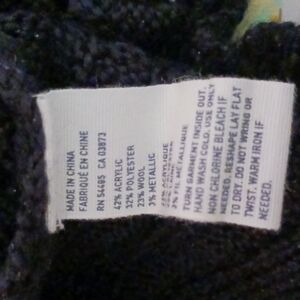 MADE IN CHINA
FABRIQUÉ EN CHINE
RN 54485 CA 03873
42% ACRYLIC
32% POLYESTER
23% WOOL
3% METALLIC
TURN GARMENT INSIDE OUT,
HAND WASH COLD. USE ONLY
NON CHLORINE BLEACH IF
NEEDED. RESHAPE LAY FLAT
TO DRY. DO NOT WRING OR
TWIST. WARM IRON IF
NEEDED.